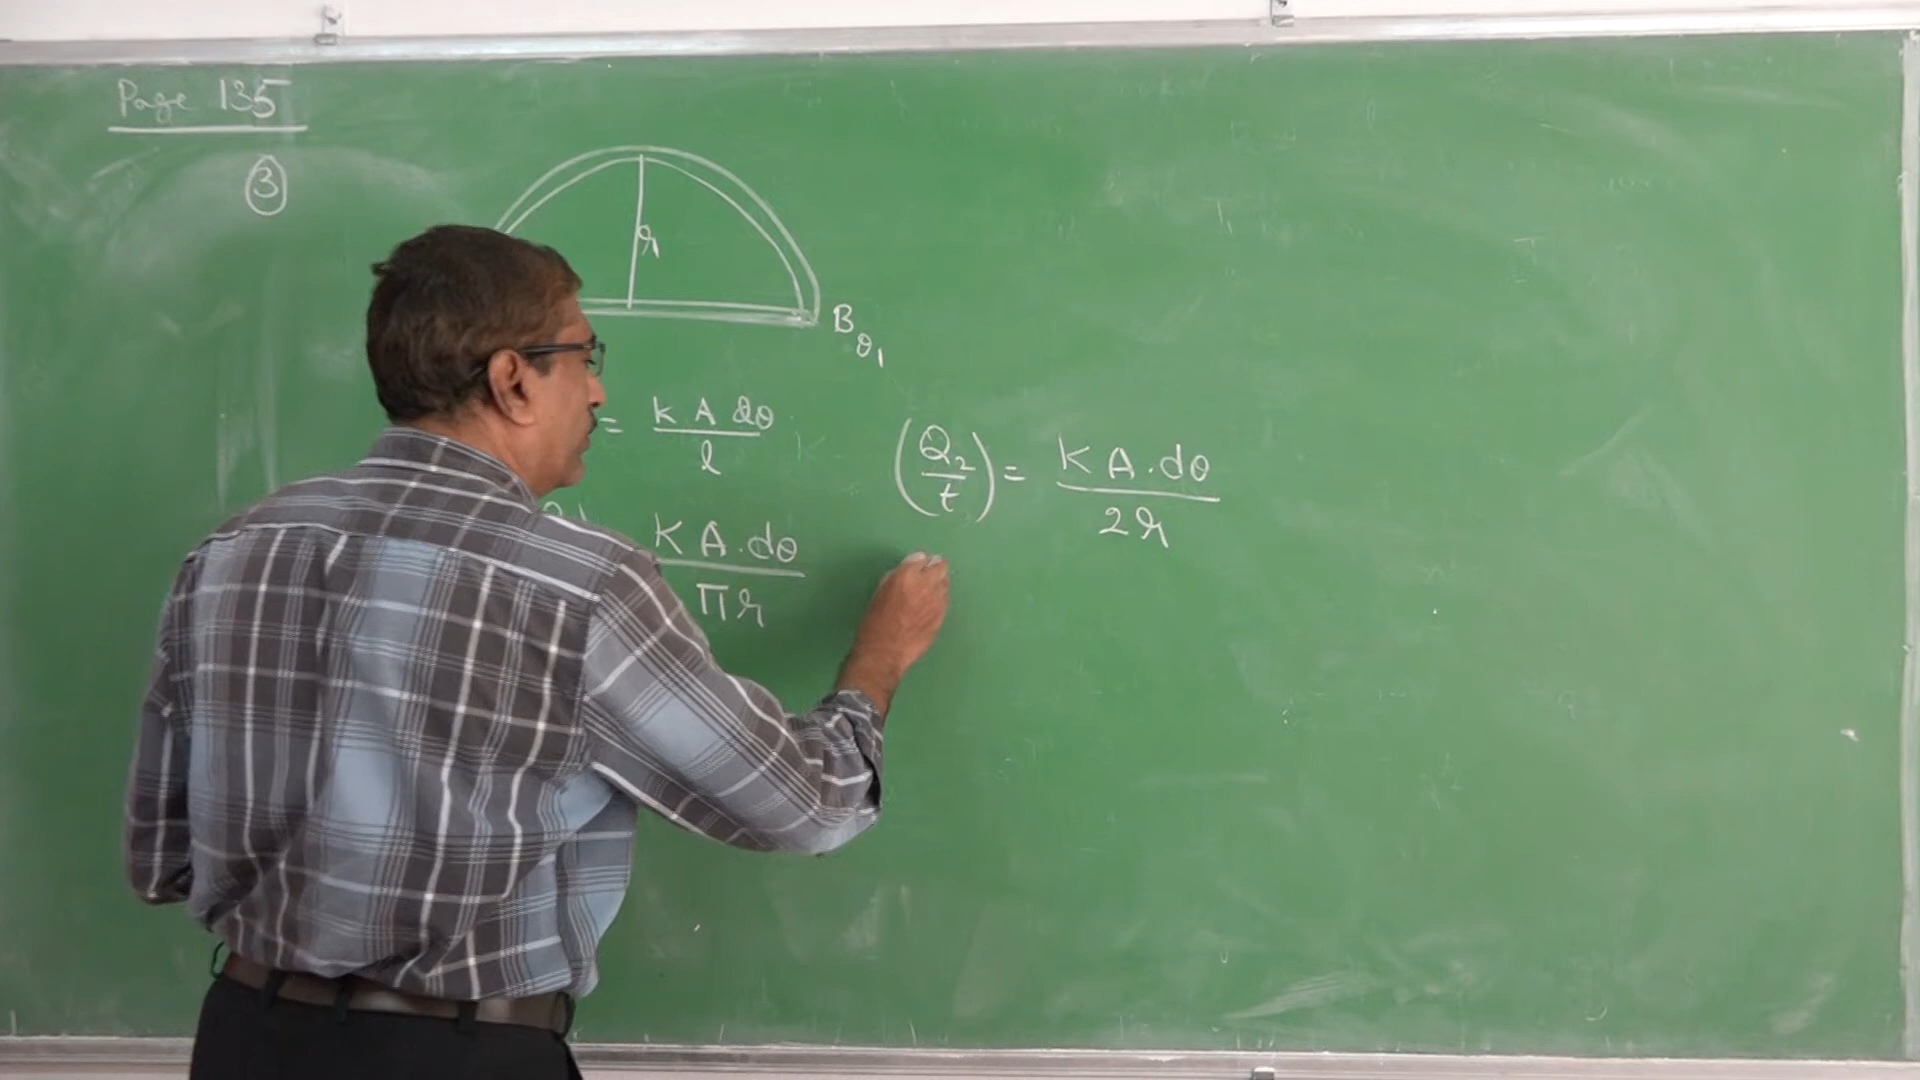 Page 135
3
r
B θ₁
= K A dθ / l
(Q₂/t) = K A . dθ / 2r
K A . dθ / πr